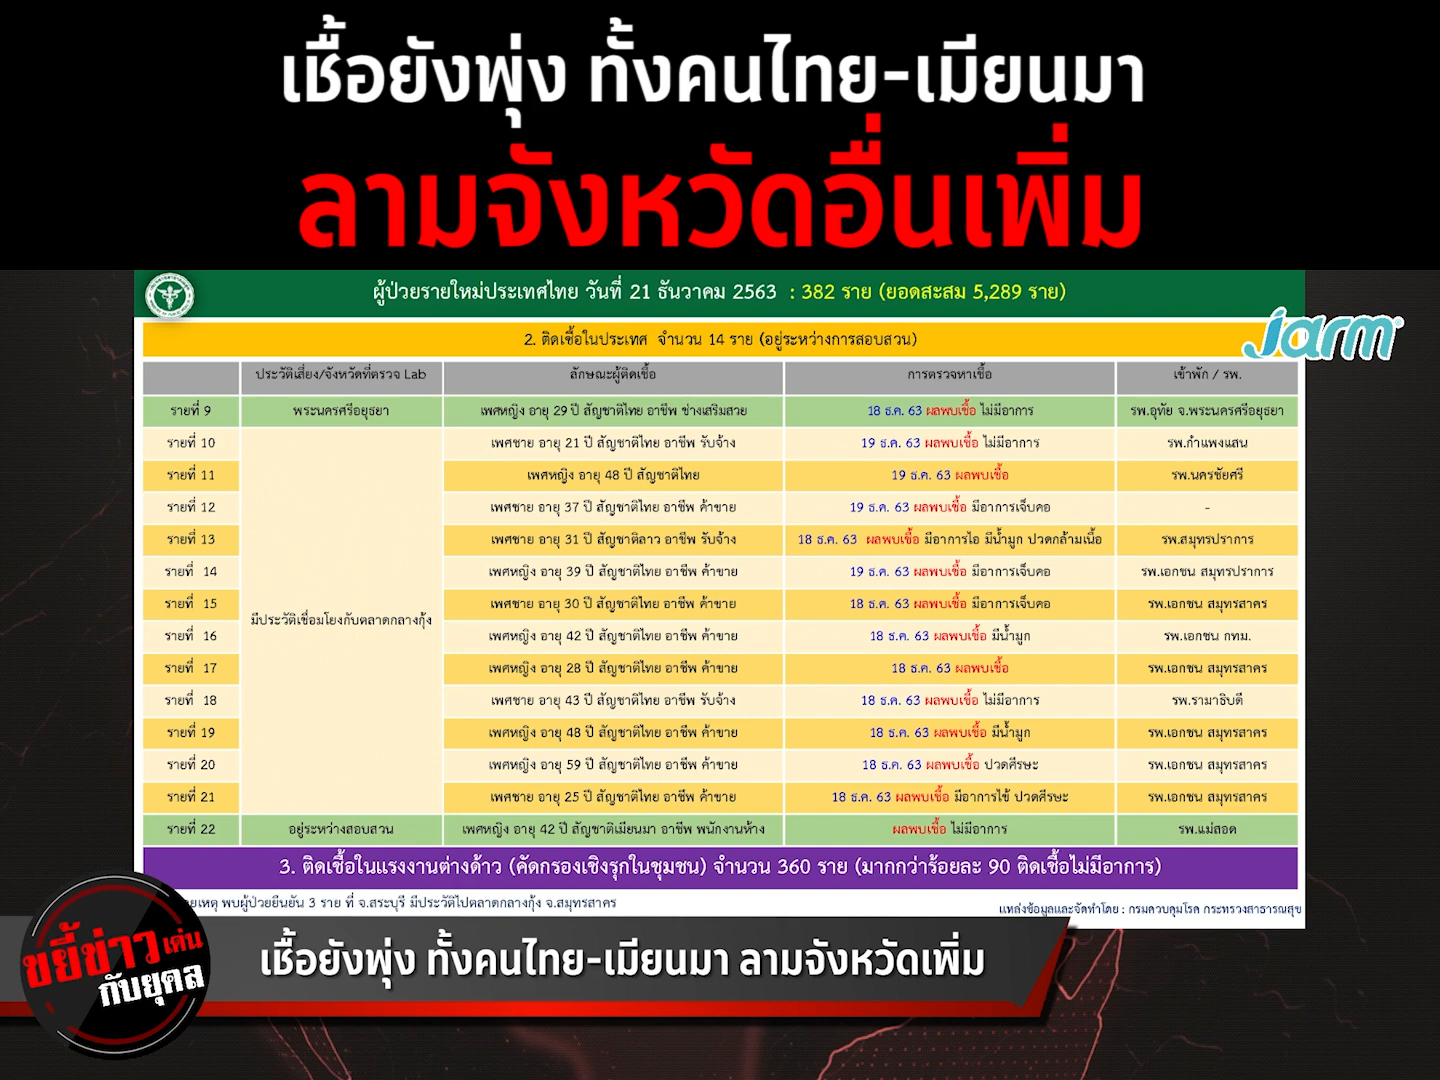 เชื้อยังพุ่ง ทั้งคนไทย-เมียนมา
ลามจังหวัดอื่นเพิ่ม
ผู้ป่วยรายใหม่ประเทศไทย วันที่ 21 ธันวาคม 2563 : 382 ราย (ยอดสะสม 5,289 ราย)
jarm
2. ติดเชื้อในประเทศ จำนวน 14 ราย (อยู่ระหว่างการสอบสวน)
ประวัติเสี่ยง/จังหวัดที่ตรวจ Lab ลักษณะผู้ติดเชื้อ การตรวจหาเชื้อ เข้าพัก / รพ.
รายที่ 9 พระนครศรีอยุธยา เพศหญิง อายุ 29 ปี สัญชาติไทย อาชีพ ช่างเสริมสวย 18 ธ.ค. 63 ผลพบเชื้อ ไม่มีอาการ รพ.อุทัย จ.พระนครศรีอยุธยา
รายที่ 10 เพศชาย อายุ 21 ปี สัญชาติไทย อาชีพ รับจ้าง 19 ธ.ค. 63 ผลพบเชื้อ ไม่มีอาการ รพ.กำแพงแสน
รายที่ 11 เพศหญิง อายุ 48 ปี สัญชาติไทย 19 ธ.ค. 63 ผลพบเชื้อ รพ.นครชัยศรี
รายที่ 12 เพศชาย อายุ 37 ปี สัญชาติไทย อาชีพ ค้าขาย 19 ธ.ค. 63 ผลพบเชื้อ มีอาการเจ็บคอ -
รายที่ 13 เพศชาย อายุ 31 ปี สัญชาติลาว อาชีพ รับจ้าง 18 ธ.ค. 63 ผลพบเชื้อ มีอาการไอ มีน้ำมูก ปวดกล้ามเนื้อ รพ.สมุทรปราการ
รายที่ 14 เพศหญิง อายุ 39 ปี สัญชาติไทย อาชีพ ค้าขาย 19 ธ.ค. 63 ผลพบเชื้อ มีอาการเจ็บคอ รพ.เอกชน สมุทรปราการ
รายที่ 15 เพศชาย อายุ 30 ปี สัญชาติไทย อาชีพ ค้าขาย 18 ธ.ค. 63 ผลพบเชื้อ มีอาการเจ็บคอ รพ.เอกชน สมุทรสาคร
มีประวัติเชื่อมโยงกับตลาดกลางกุ้ง
รายที่ 16 เพศหญิง อายุ 42 ปี สัญชาติไทย อาชีพ ค้าขาย 18 ธ.ค. 63 ผลพบเชื้อ มีน้ำมูก รพ.เอกชน กทม.
รายที่ 17 เพศหญิง อายุ 28 ปี สัญชาติไทย อาชีพ ค้าขาย 18 ธ.ค. 63 ผลพบเชื้อ รพ.เอกชน สมุทรสาคร
รายที่ 18 เพศชาย อายุ 43 ปี สัญชาติไทย อาชีพ รับจ้าง 18 ธ.ค. 63 ผลพบเชื้อ ไม่มีอาการ รพ.รามาธิบดี
รายที่ 19 เพศหญิง อายุ 48 ปี สัญชาติไทย อาชีพ ค้าขาย 18 ธ.ค. 63 ผลพบเชื้อ มีน้ำมูก รพ.เอกชน สมุทรสาคร
รายที่ 20 เพศหญิง อายุ 59 ปี สัญชาติไทย อาชีพ ค้าขาย 18 ธ.ค. 63 ผลพบเชื้อ ปวดศีรษะ รพ.เอกชน สมุทรสาคร
รายที่ 21 เพศชาย อายุ 25 ปี สัญชาติไทย อาชีพ ค้าขาย 18 ธ.ค. 63 ผลพบเชื้อ มีอาการไข้ ปวดศีรษะ รพ.เอกชน สมุทรสาคร
รายที่ 22 อยู่ระหว่างสอบสวน เพศหญิง อายุ 42 ปี สัญชาติเมียนมา อาชีพ พนักงานห้าง ผลพบเชื้อ ไม่มีอาการ รพ.แม่สอด
3. ติดเชื้อในแรงงานต่างด้าว (คัดกรองเชิงรุกในชุมชน) จำนวน 360 ราย (มากกว่าร้อยละ 90 ติดเชื้อไม่มีอาการ)
ยเหตุ พบผู้ป่วยยืนยัน 3 ราย ที่ จ.สระบุรี มีประวัติไปตลาดกลางกุ้ง จ.สมุทรสาคร
แหล่งข้อมูลและจัดทำโดย : กรมควบคุมโรค กระทรวงสาธารณสุข
ขยี้ข่าวเด่น
กับยุคล
เชื้อยังพุ่ง ทั้งคนไทย-เมียนมา ลามจังหวัดเพิ่ม